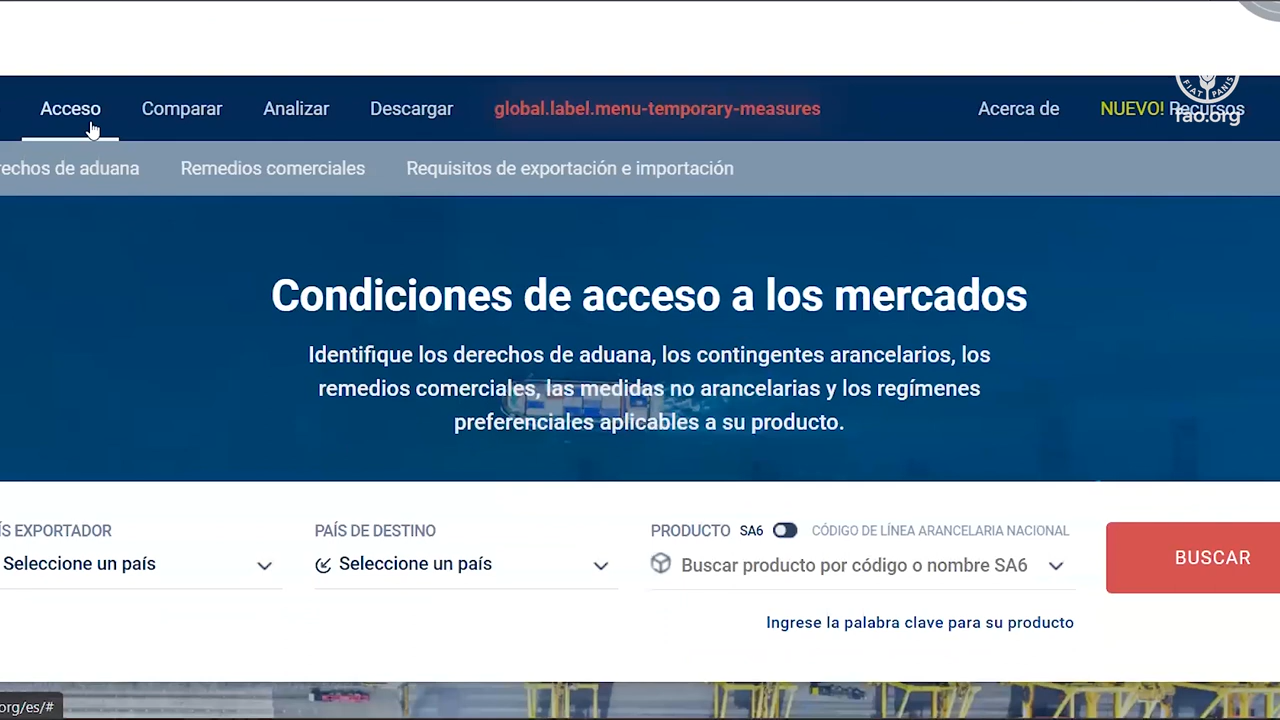 Acceso Comparar Analizar Descargar global.label.menu-temporary-measures Acerca de NUEVO! Recursos
FIAT PANIS
fao.org
rechos de aduana Remedios comerciales Requisitos de exportación e importación
Condiciones de acceso a los mercados
Identifique los derechos de aduana, los contingentes arancelarios, los
remedios comerciales, las medidas no arancelarias y los regímenes
preferenciales aplicables a su producto.
ÍS EXPORTADOR PAÍS DE DESTINO PRODUCTO SA6 CÓDIGO DE LÍNEA ARANCELARIA NACIONAL
Seleccione un país Seleccione un país Buscar producto por código o nombre SA6 BUSCAR
Ingrese la palabra clave para su producto
org/es/#